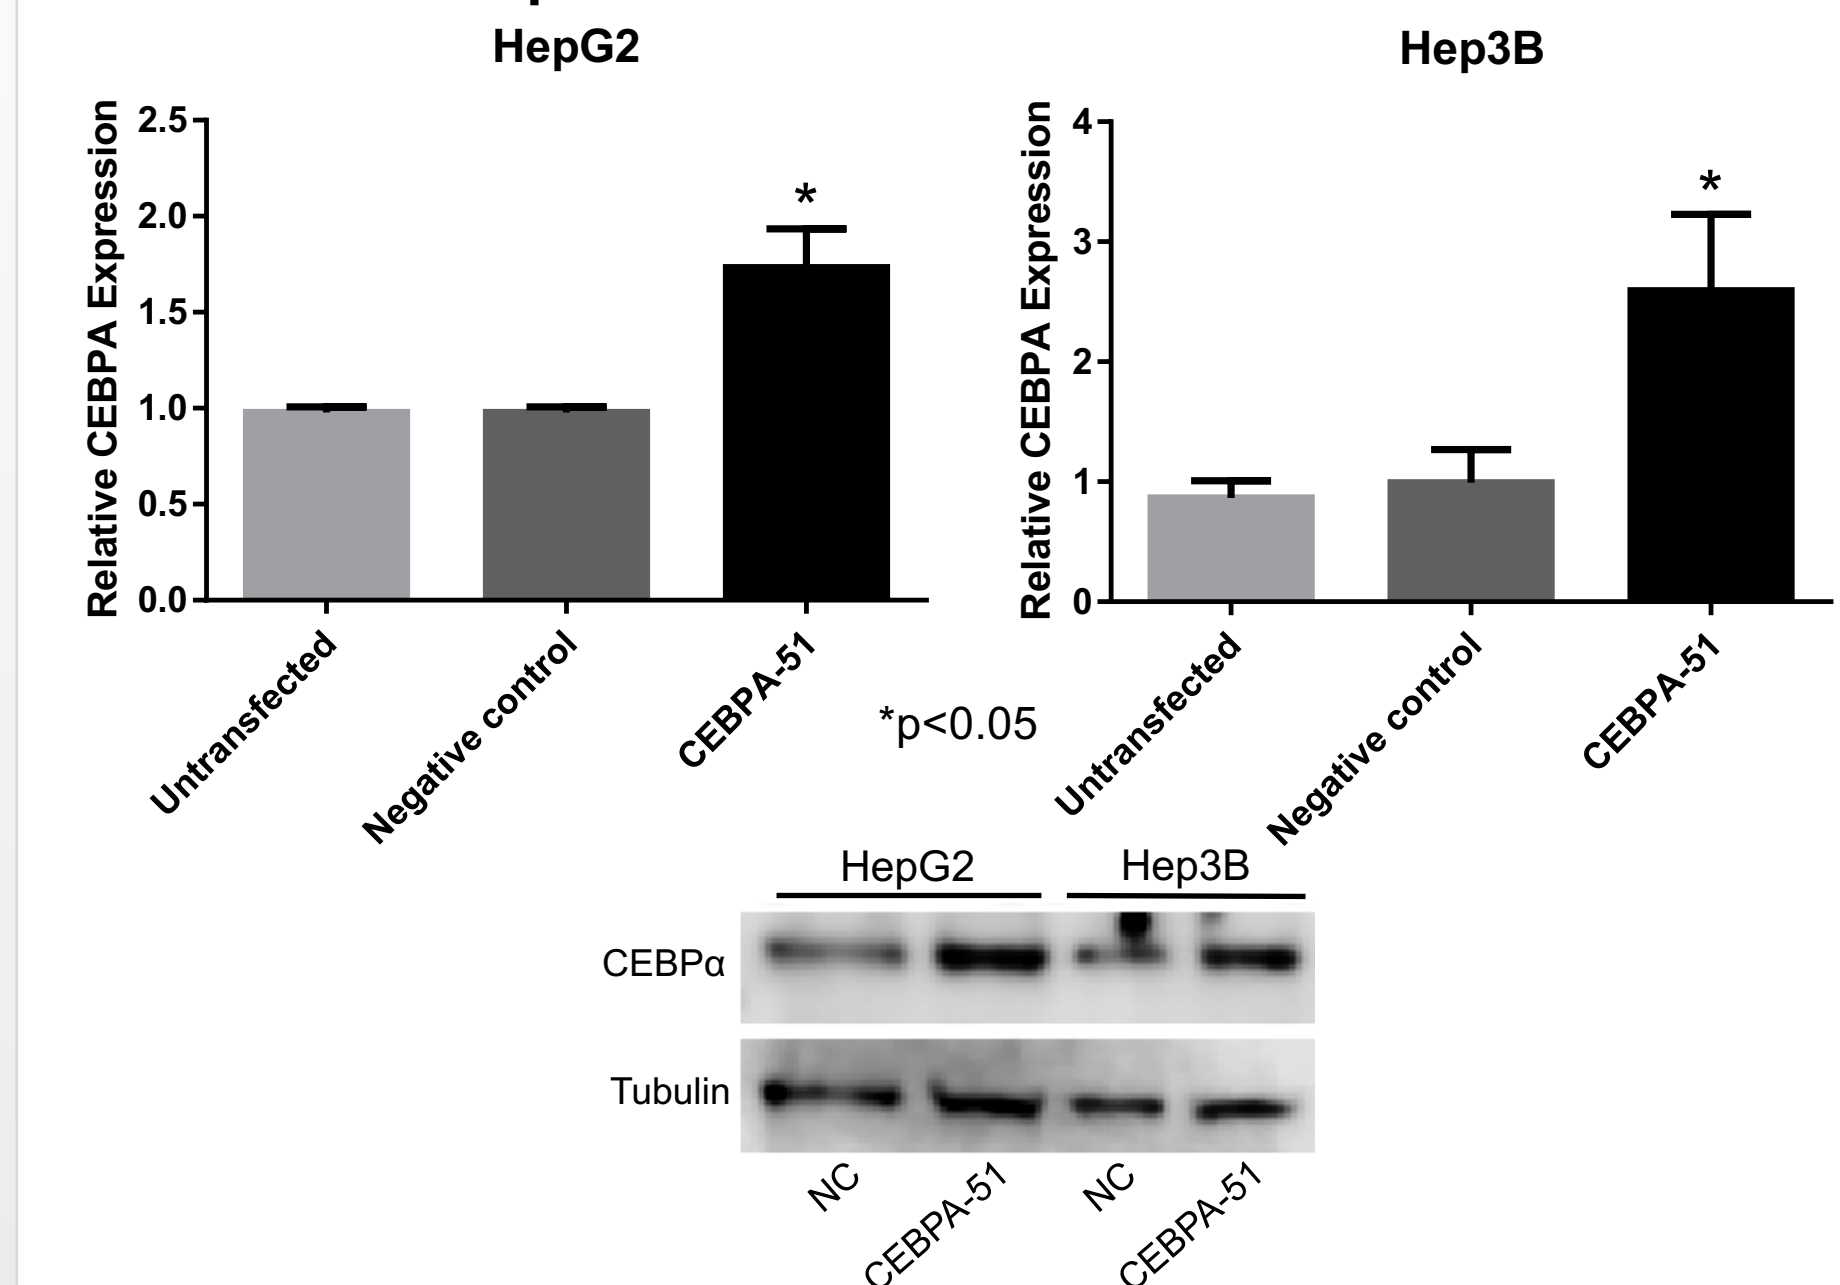 HepG2
Hep3B
Relative CEBPA Expression
2.5
2.0
1.5
1.0
0.5
0.0
*
Untransfected
Negative control
CEBPA-51
Relative CEBPA Expression
4
3
2
1
0
*
Untransfected
Negative control
CEBPA-51
*p<0.05
HepG2
Hep3B
CEBPα
Tubulin
NC
CEBPA-51
NC
CEBPA-51